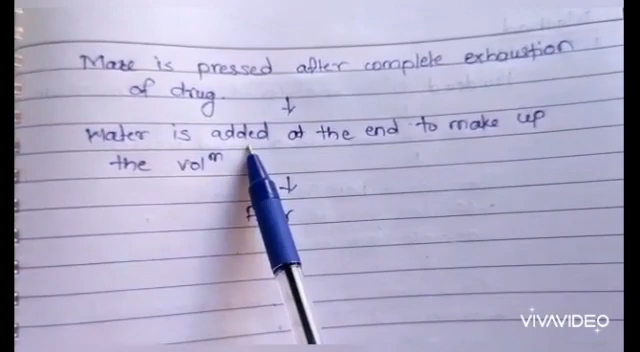 Mare is pressed after complete exhaustion
of drug.
↓
Water is added at the end to make up
the volm
↓
VIVAVIDEO